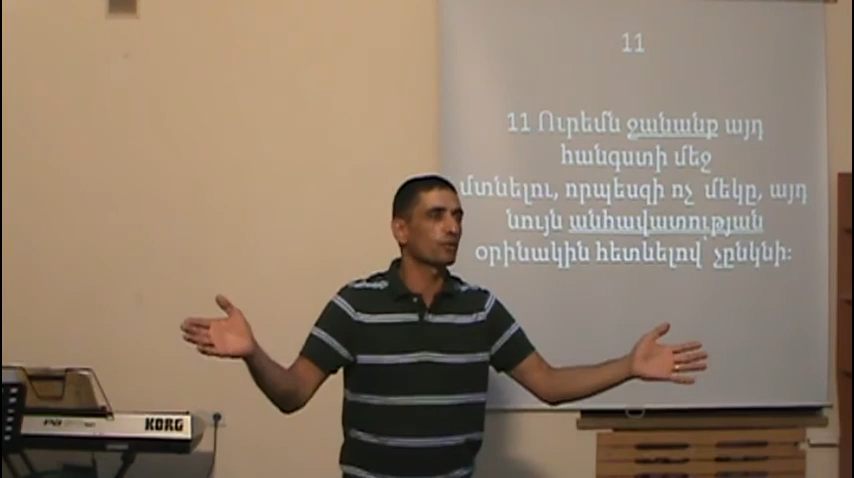 11
11 Ուրեմն ջանանք այդ
հանգստի մեջ
մտնելու, որպեսզի ոչ մեկը, այդ
նույն անհավատության
օրինակին հետևելով՝ չընկնի:
KORG